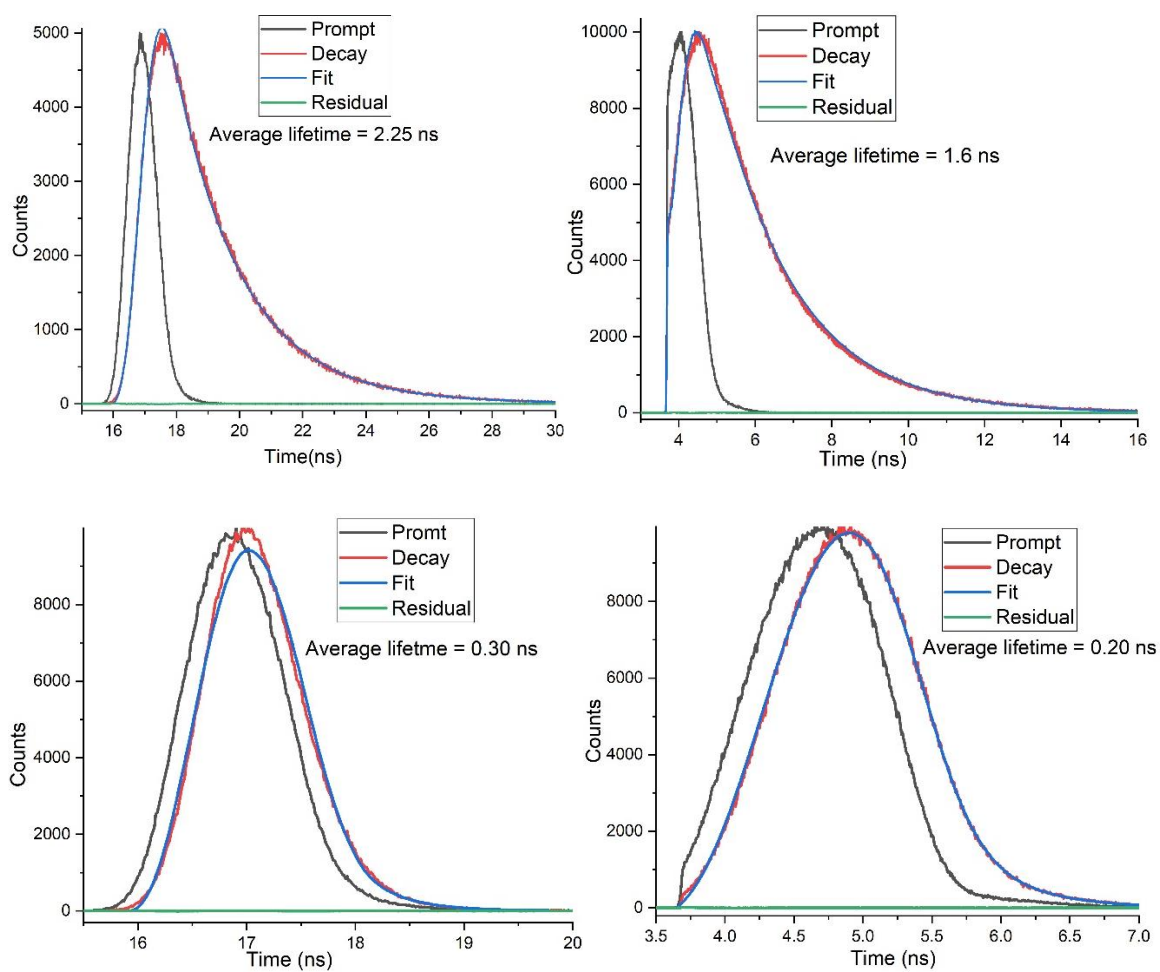 Prompt
Decay
Fit
Residual
Average lifetime = 2.25 ns
5000
4000
3000
2000
1000
0
Counts
16 18 20 22 24 26 28 30
Time(ns)
Prompt
Decay
Fit
Residual
Average lifetime = 1.6 ns
10000
8000
6000
4000
2000
0
Counts
4 6 8 10 12 14 16
Time (ns)
Promt
Decay
Fit
Residual
Average lifetme = 0.30 ns
8000
6000
4000
2000
0
Counts
16 17 18 19 20
Time (ns)
Prompt
Decay
Fit
Residual
Average lifetime = 0.20 ns
8000
6000
4000
2000
0
Counts
3.5 4.0 4.5 5.0 5.5 6.0 6.5 7.0
Time (ns)